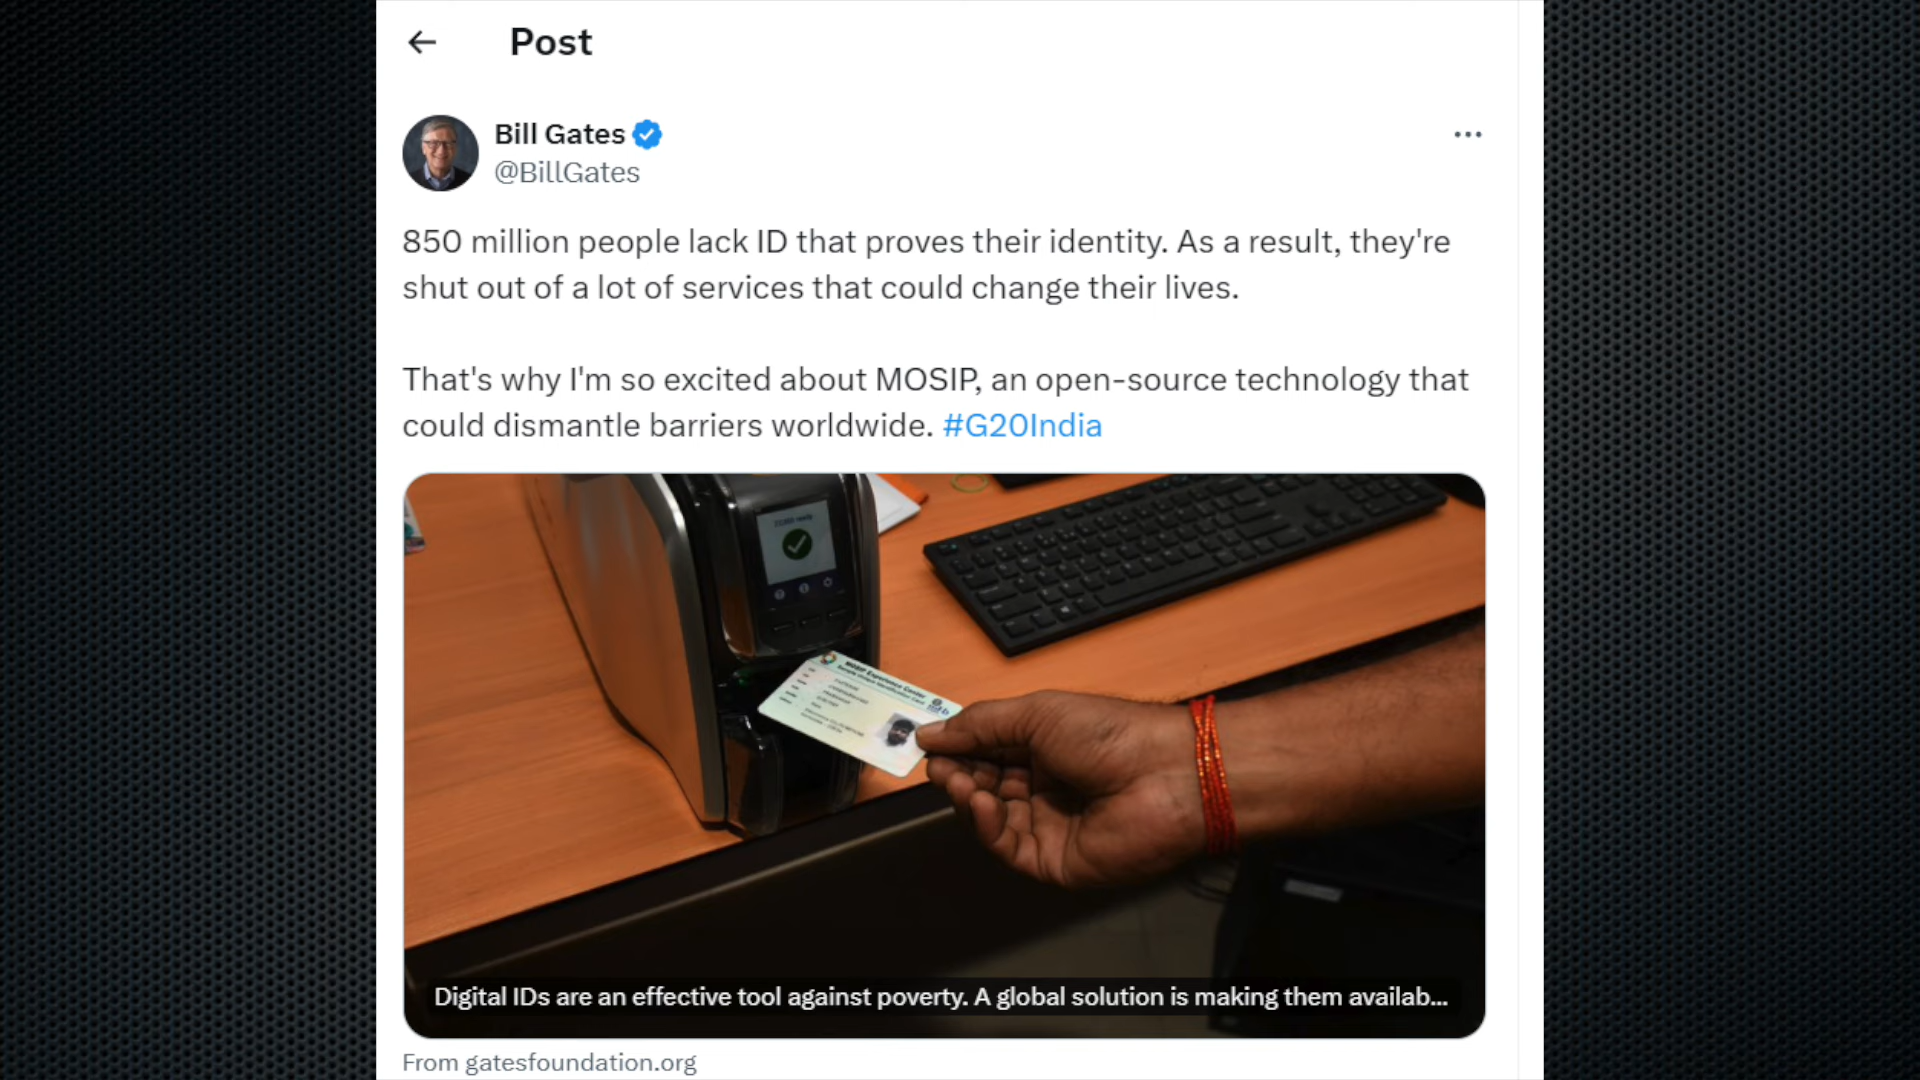 Post
Bill Gates
@BillGates
850 million people lack ID that proves their identity. As a result, they're
shut out of a lot of services that could change their lives.
That's why I'm so excited about MOSIP, an open-source technology that
could dismantle barriers worldwide. #G20India
MOSIP Experience Center
Digital IDs are an effective tool against poverty. A global solution is making them availab...
From gatesfoundation.org